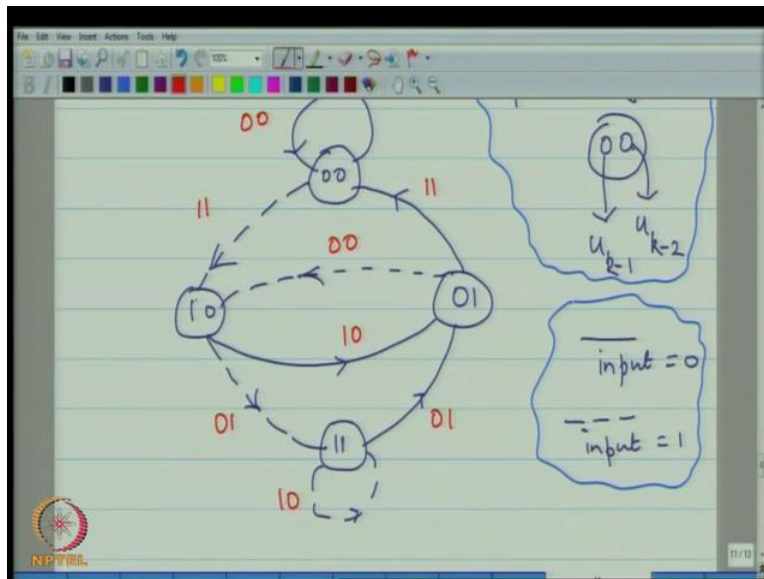 File Edit View Insert Actions Tools Help
100%
B I
00
00
11
11
00
00
u k-1
u k-2
10
01
10
01
01
11
10
input = 0
input = 1
NPTEL
11/13